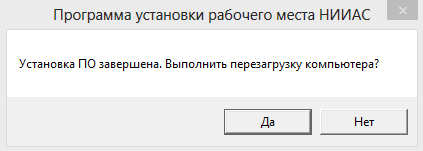 Программа установки рабочего места НИИАС
Установка ПО завершена. Выполнить перезагрузку компьютера?
Да Нет